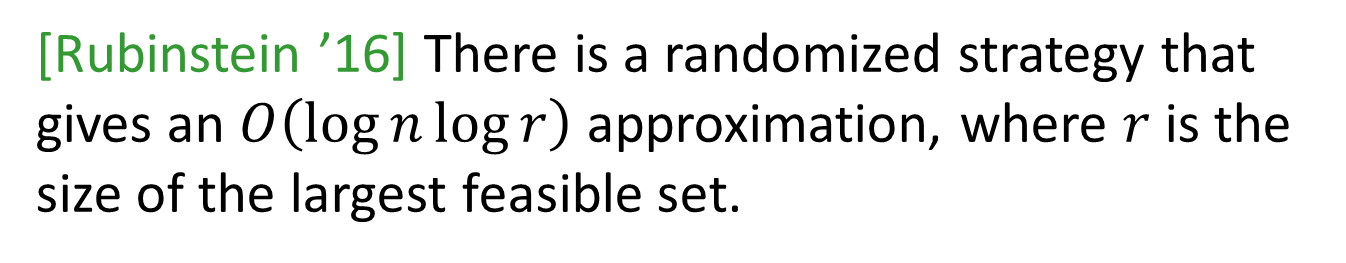 [Rubinstein ’16] There is a randomized strategy that
gives an O(log n log r) approximation, where r is the
size of the largest feasible set.